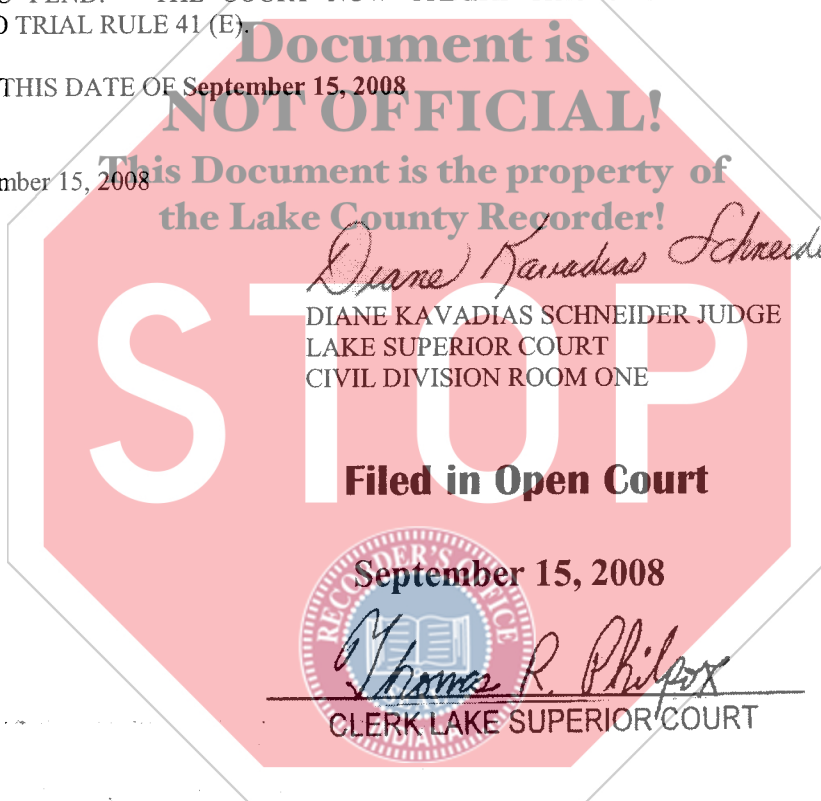 TRIAL RULE 41 (E).
Document is
THIS DATE OF September 15, 2008
NOT OFFICIAL!
This Document is the property of
mber 15, 2008
the Lake County Recorder!
Diane Kavadias Schneide
STOP
DIANE KAVADIAS SCHNEIDER JUDGE
LAKE SUPERIOR COURT
CIVIL DIVISION ROOM ONE
Filed in Open Court
RECORDER'S OFFICE
September 15, 2008
Thomas R. Philpot
CLERK LAKE SUPERIOR COURT
INDIANA